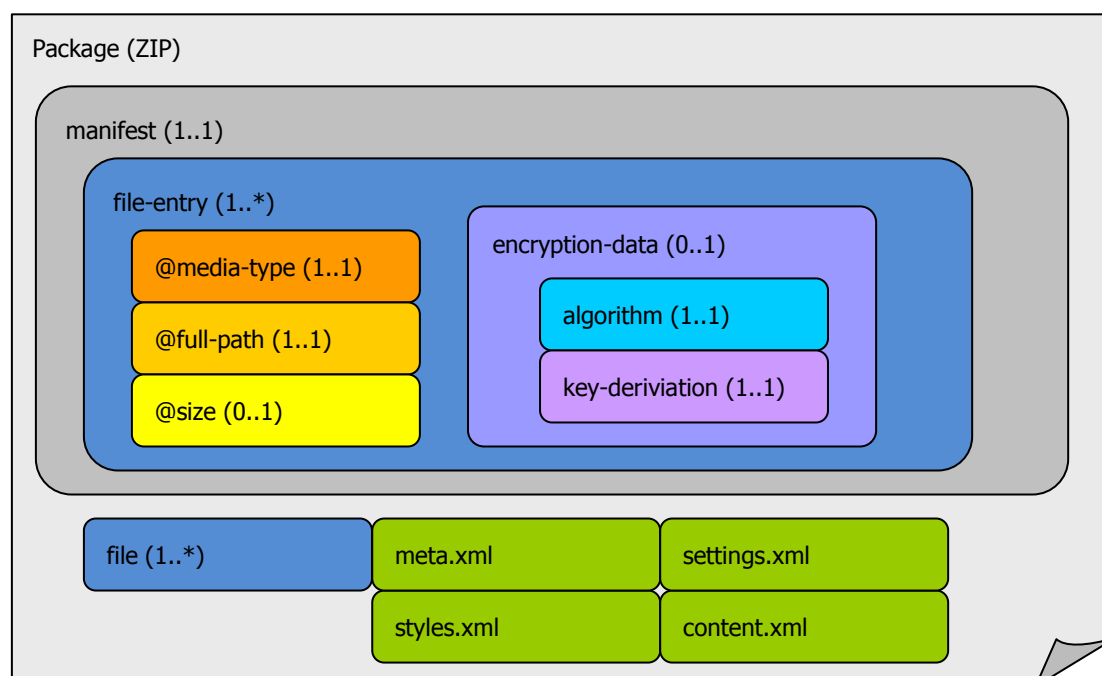 Package (ZIP)
manifest (1..1)
file-entry (1..*)
@media-type (1..1)
@full-path (1..1)
@size (0..1)
encryption-data (0..1)
algorithm (1..1)
key-deriviation (1..1)
file (1..*)
meta.xml
settings.xml
styles.xml
content.xml